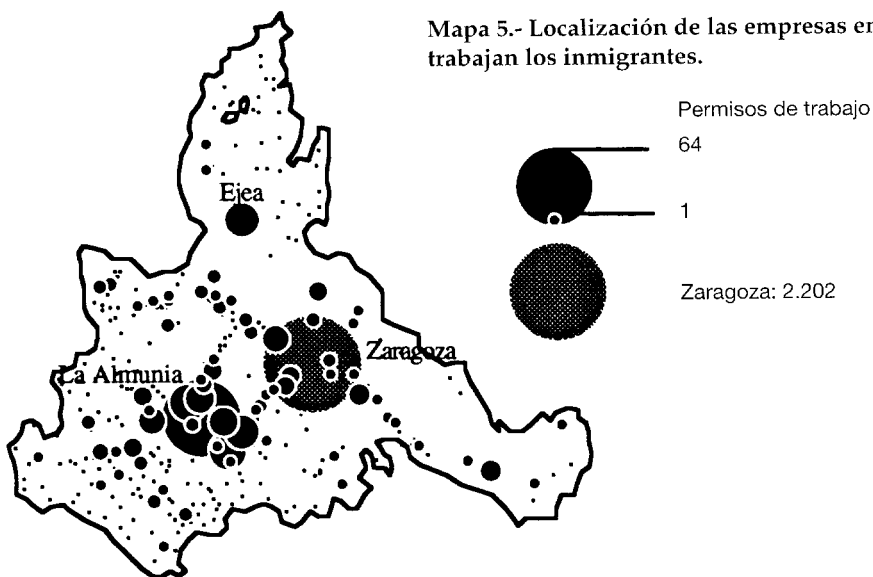 Mapa 5.- Localización de las empresas en
trabajan los inmigrantes.
Permisos de trabajo
64
1
Zaragoza: 2.202
Ejea
Zaragoza
La Almunia